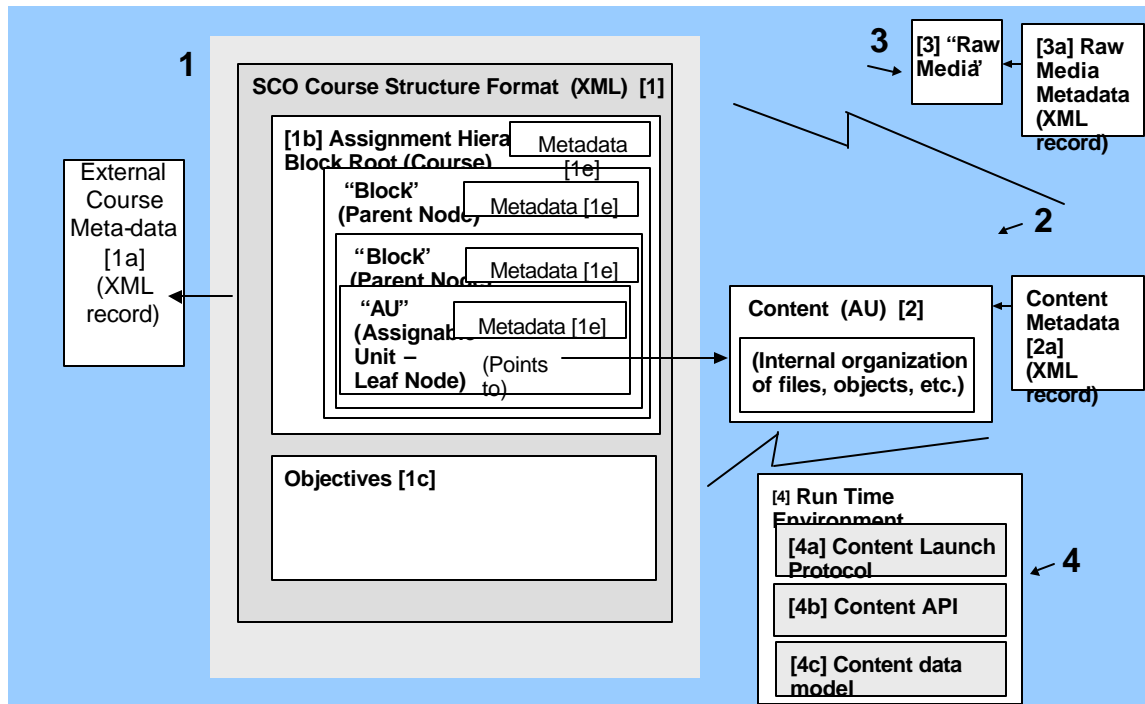 1
SCO Course Structure Format (XML) [1]
[1b] Assignment Hiera
Block Root (Course)
Metadata
[1e]
“Block”
(Parent Node)
Metadata [1e]
“Block”
(Parent Node)
Metadata [1e]
“AU”
(Assignable
Unit –
Leaf Node)
Metadata [1e]
(Points
to)
Objectives [1c]
External
Course
Meta-data
[1a]
(XML
record)
3
[3] “Raw
Media”
[3a] Raw
Media
Metadata
(XML
record)
2
Content (AU) [2]
(Internal organization
of files, objects, etc.)
Content
Metadata
[2a]
(XML
record)
[4] Run Time
Environment
[4a] Content Launch
Protocol
[4b] Content API
[4c] Content data
model
4